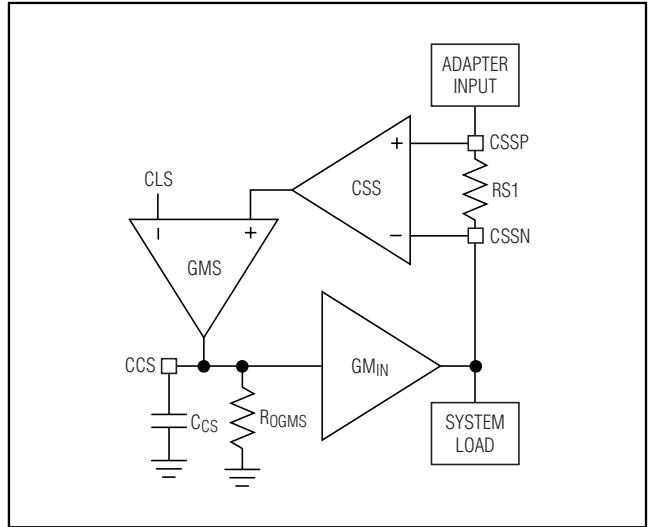 ADAPTER
INPUT
CSSP
+
CLS
CSS
RS1
− +
−
CSSN
GMS
CCS
GMIN
CCS
ROGMS
SYSTEM
LOAD